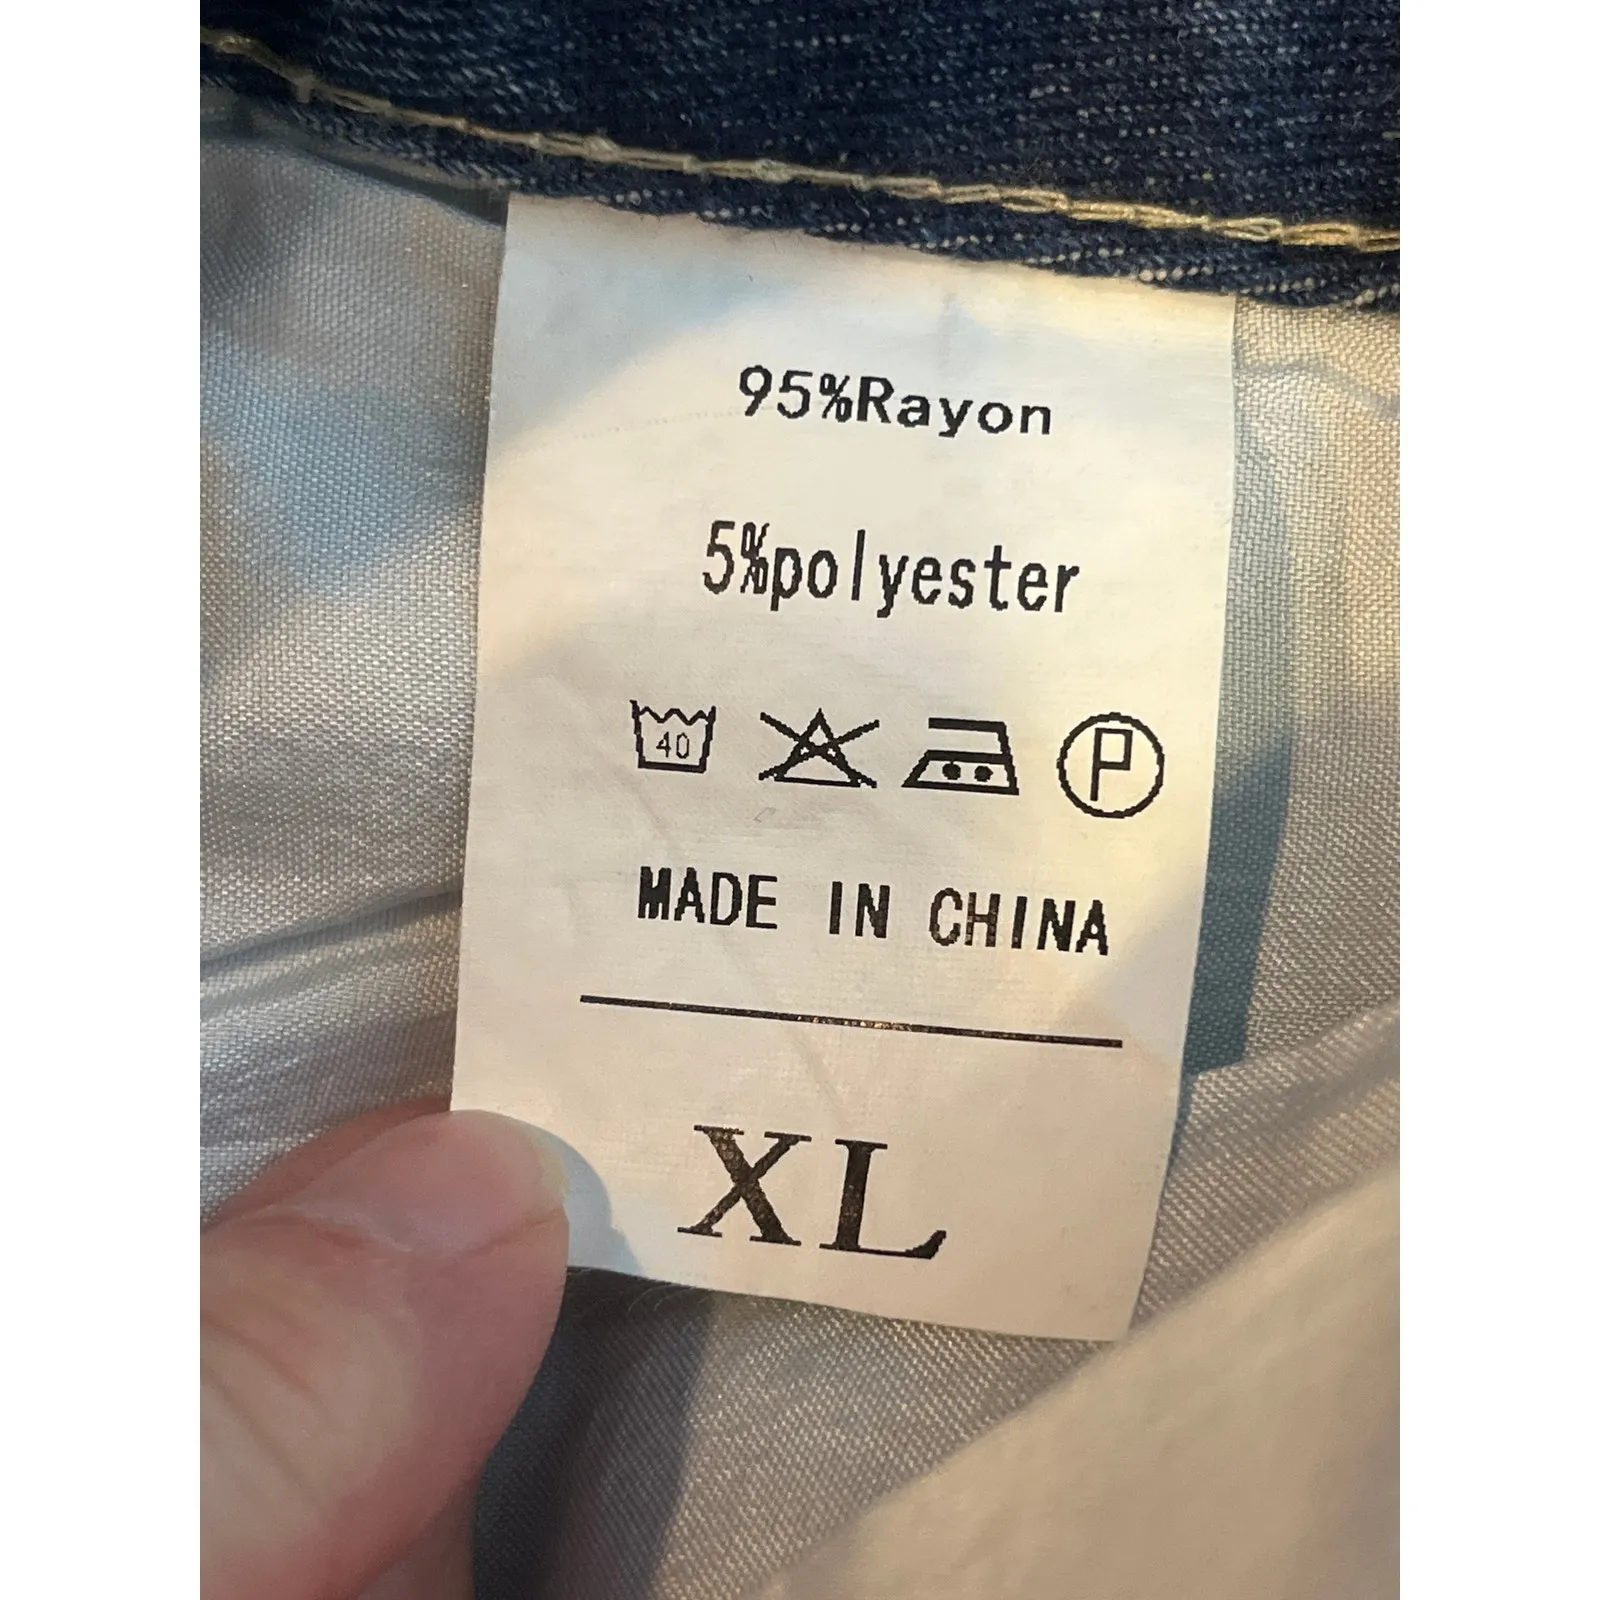 95%Rayon
5%polyester
40 P
MADE IN CHINA
XL